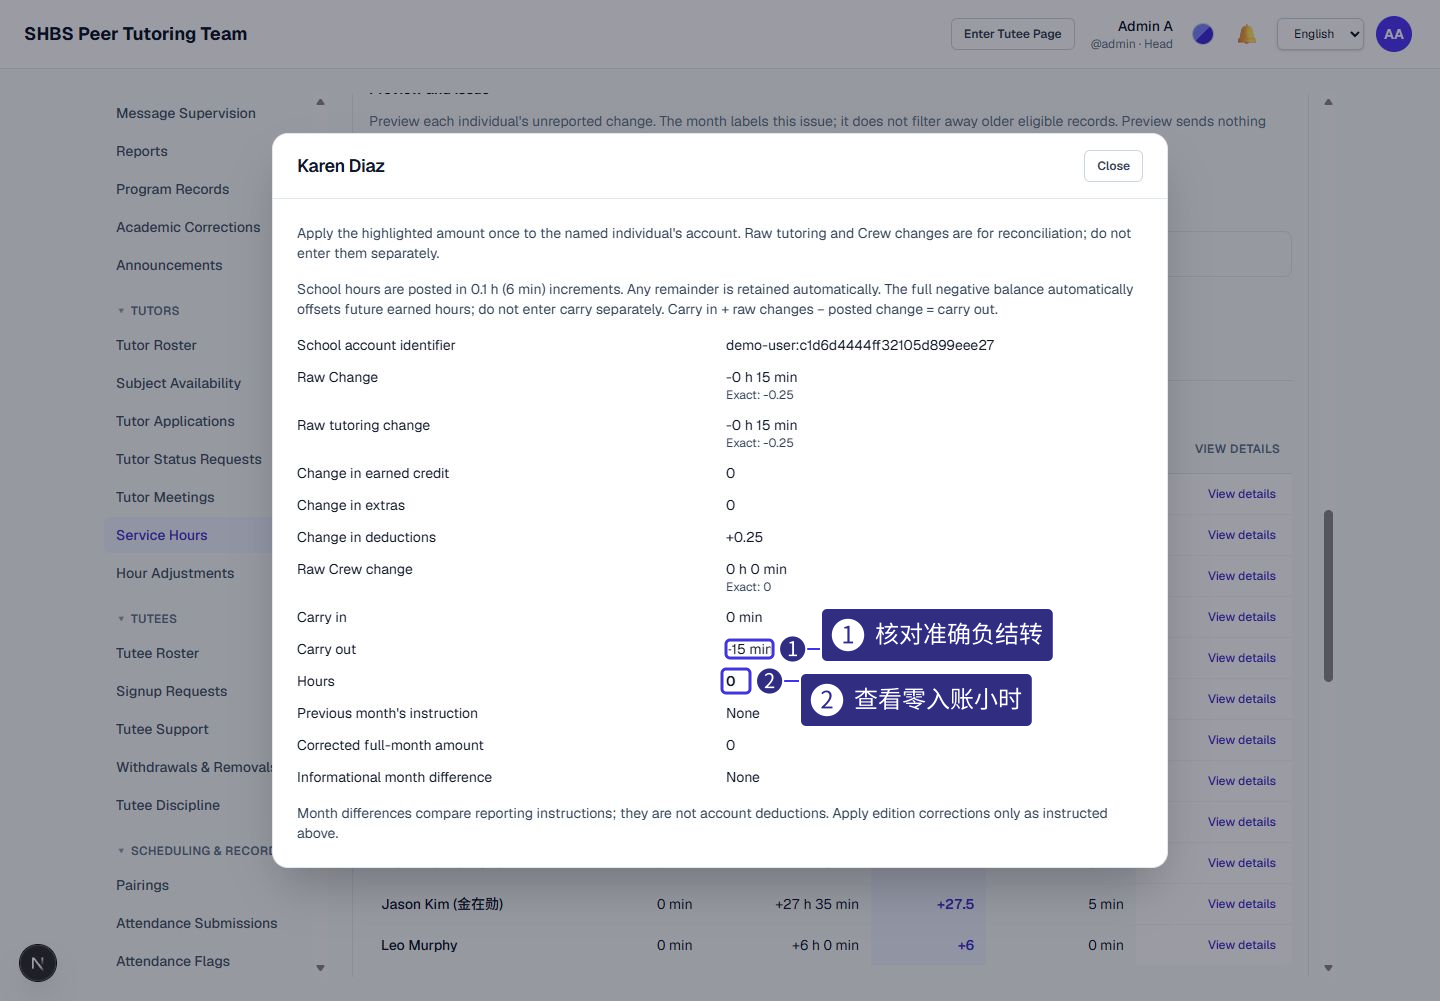 SHBS Peer Tutoring Team
Enter Tutee Page
Admin A
@admin · Head
English
AA
Message Supervision
Reports
Program Records
Academic Corrections
Announcements
TUTORS
Tutor Roster
Subject Availability
Tutor Applications
Tutor Status Requests
Tutor Meetings
Service Hours
Hour Adjustments
TUTEES
Tutee Roster
Signup Requests
Tutee Support
Withdrawals & Removals
Tutee Discipline
SCHEDULING & RECORD
Pairings
Attendance Submissions
Attendance Flags
N
Preview and issue
Preview each individual's unreported change. The month labels this issue; it does not filter away older eligible records. Preview sends nothing
Karen Diaz
Close
Apply the highlighted amount once to the named individual's account. Raw tutoring and Crew changes are for reconciliation; do not
enter them separately.
School hours are posted in 0.1 h (6 min) increments. Any remainder is retained automatically. The full negative balance automatically
offsets future earned hours; do not enter carry separately. Carry in + raw changes − posted change = carry out.
School account identifier demo-user:c1d6d4444ff32105d899eee27
Raw Change -0 h 15 min
Exact: -0.25
Raw tutoring change -0 h 15 min
Exact: -0.25
Change in earned credit 0
Change in extras 0
Change in deductions +0.25
Raw Crew change 0 h 0 min
Exact: 0
Carry in 0 min
Carry out -15 min 1
1 核对准确负结转
Hours 0 2
2 查看零入账小时
Previous month's instruction None
Corrected full-month amount 0
Informational month difference None
Month differences compare reporting instructions; they are not account deductions. Apply edition corrections only as instructed
above.
VIEW DETAILS
View details
View details
View details
View details
View details
View details
View details
View details
View details
View details
Jason Kim (金在勋) 0 min +27 h 35 min +27.5 5 min View details
Leo Murphy 0 min +6 h 0 min +6 0 min View details